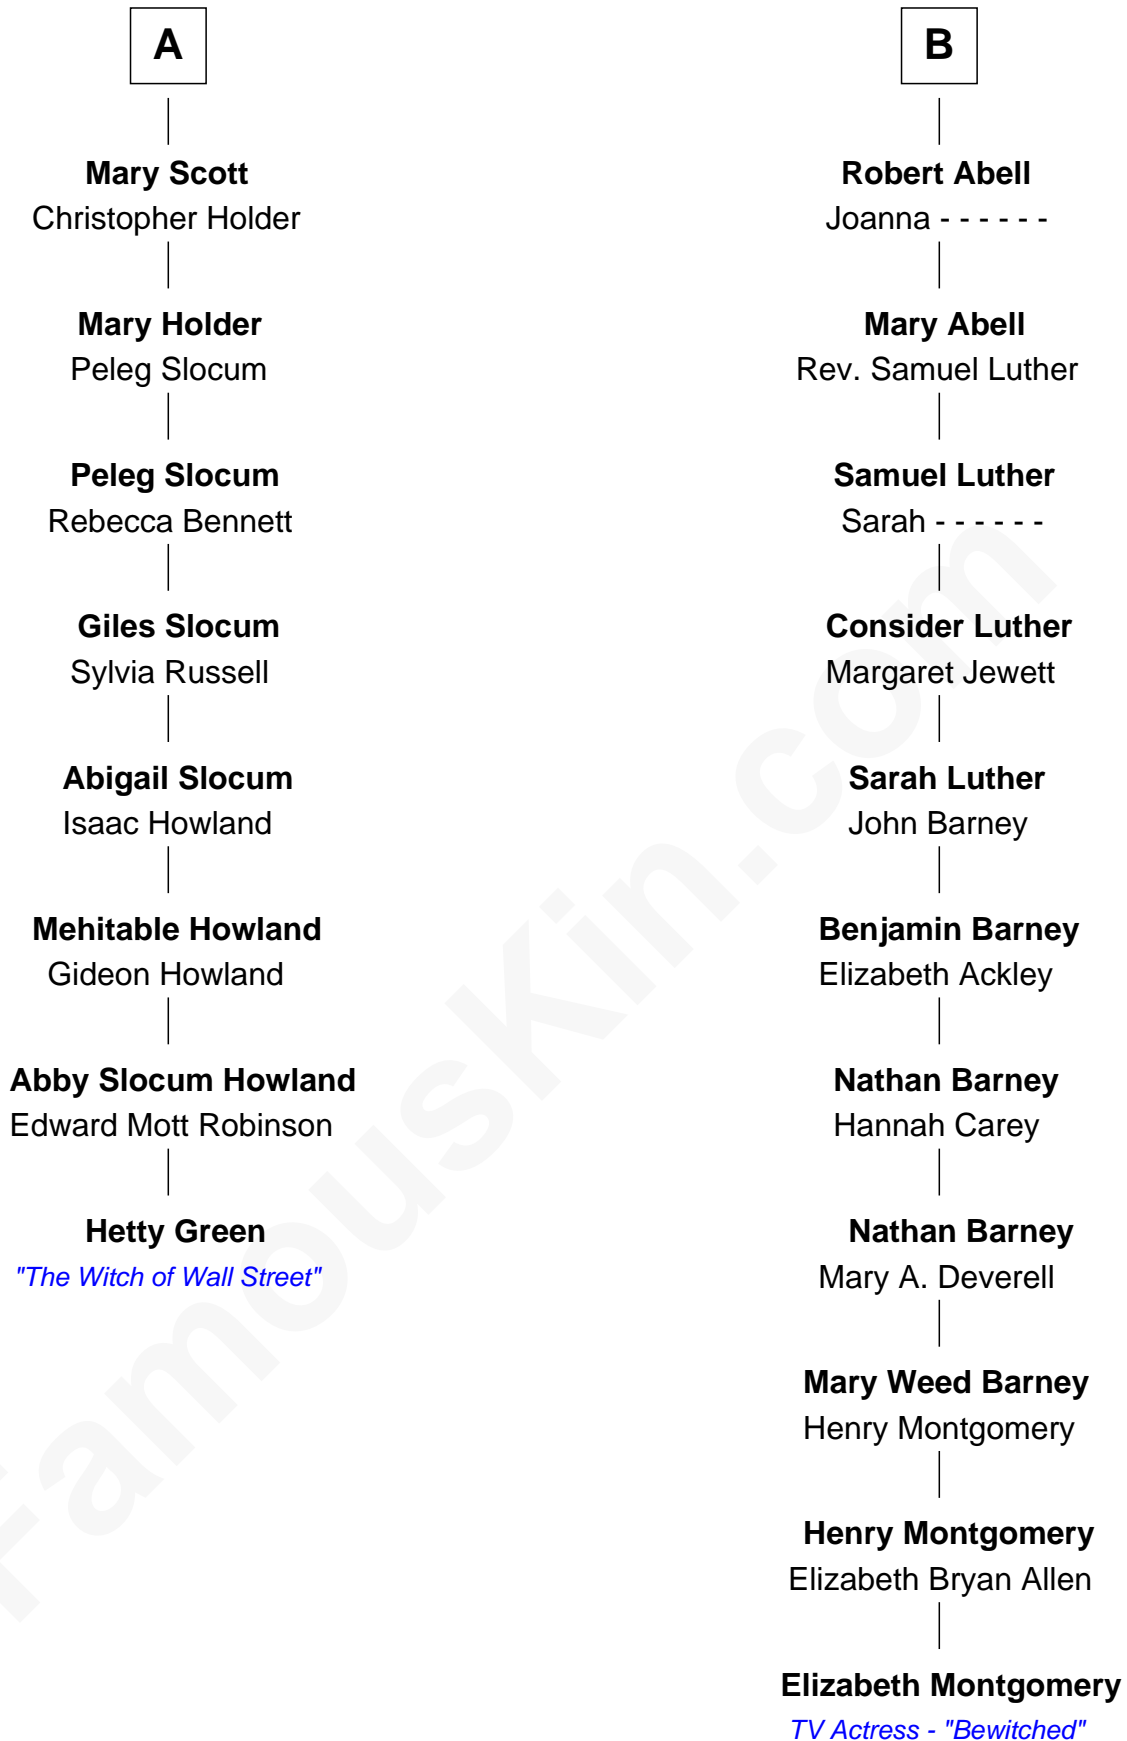 A
Mary Scott
Christopher Holder
Mary Holder
Peleg Slocum
Peleg Slocum
Rebecca Bennett
Giles Slocum
Sylvia Russell
Abigail Slocum
Isaac Howland
Mehitable Howland
Gideon Howland
Abby Slocum Howland
Edward Mott Robinson
Hetty Green
"The Witch of Wall Street"
B
Robert Abell
Joanna - - - - - -
Mary Abell
Rev. Samuel Luther
Samuel Luther
Sarah - - - - - -
Consider Luther
Margaret Jewett
Sarah Luther
John Barney
Benjamin Barney
Elizabeth Ackley
Nathan Barney
Hannah Carey
Nathan Barney
Mary A. Deverell
Mary Weed Barney
Henry Montgomery
Henry Montgomery
Elizabeth Bryan Allen
Elizabeth Montgomery
TV Actress - "Bewitched"
FamousKin.com